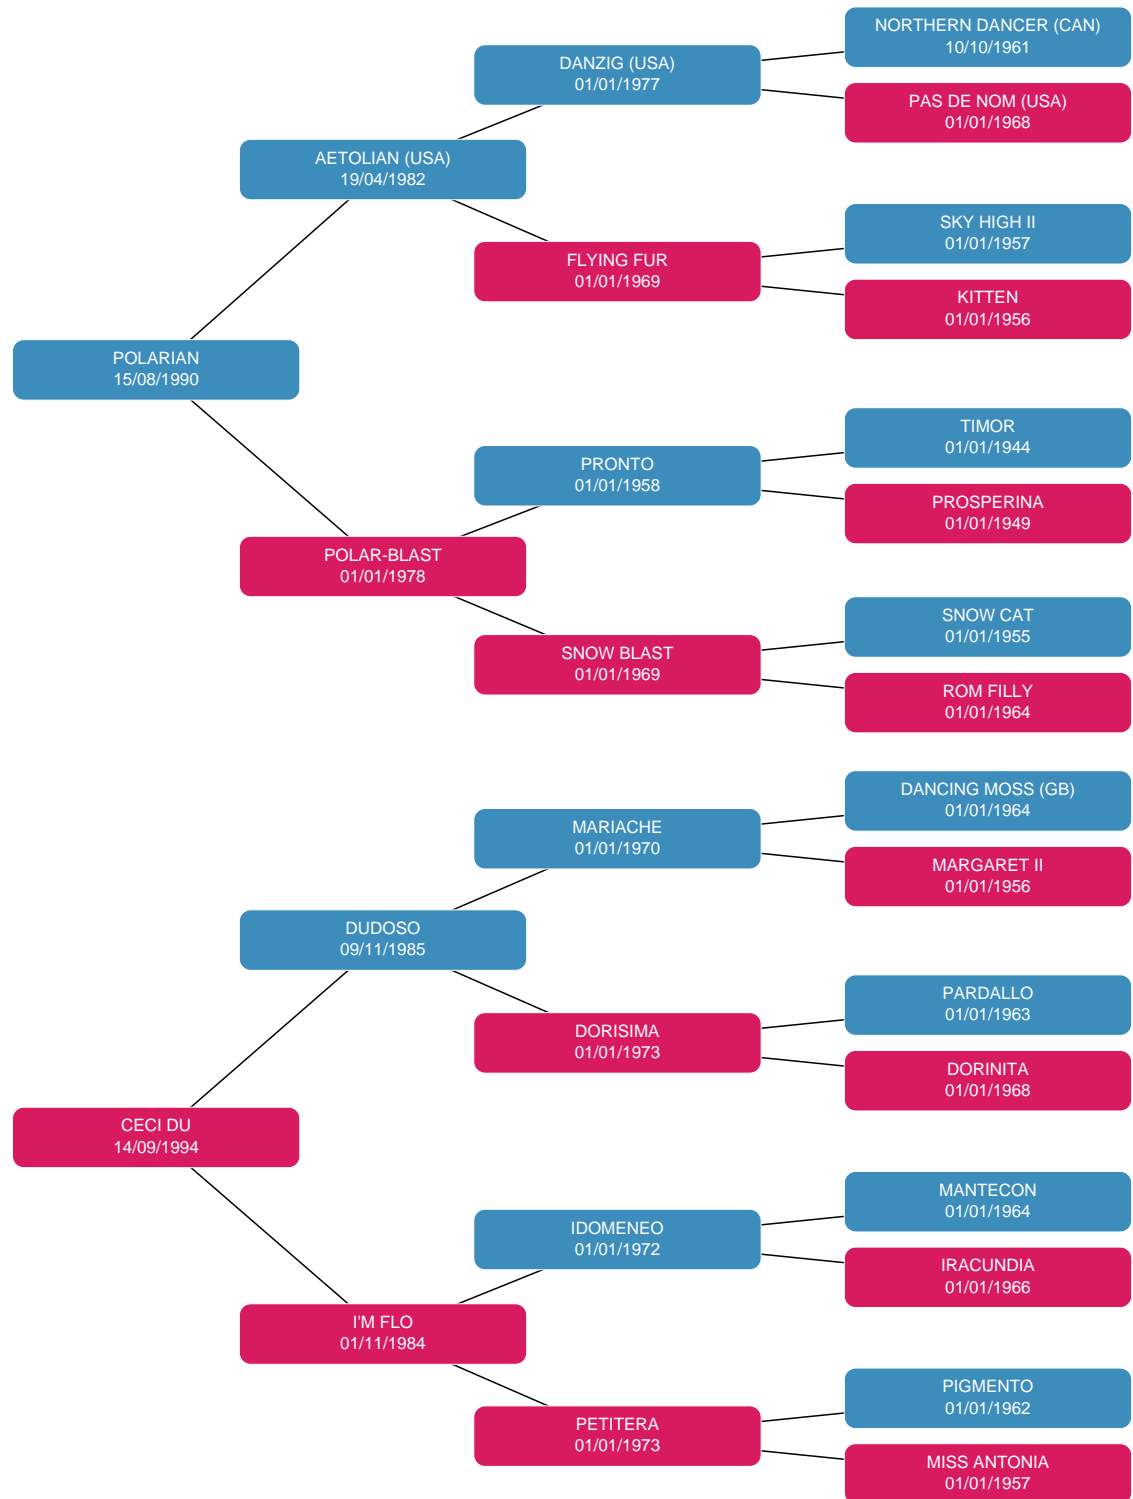 NORTHERN DANCER (CAN)
10/10/1961
DANZIG (USA)
01/01/1977
PAS DE NOM (USA)
01/01/1968
AETOLIAN (USA)
19/04/1982
SKY HIGH II
01/01/1957
FLYING FUR
01/01/1969
KITTEN
01/01/1956
POLARIAN
15/08/1990
TIMOR
01/01/1944
PRONTO
01/01/1958
PROSPERINA
01/01/1949
POLAR-BLAST
01/01/1978
SNOW CAT
01/01/1955
SNOW BLAST
01/01/1969
ROM FILLY
01/01/1964
DANCING MOSS (GB)
01/01/1964
MARIACHE
01/01/1970
MARGARET II
01/01/1956
DUDOSO
09/11/1985
PARDALLO
01/01/1963
DORISIMA
01/01/1973
DORINITA
01/01/1968
CECI DU
14/09/1994
MANTECON
01/01/1964
IDOMENEO
01/01/1972
IRACUNDIA
01/01/1966
I'M FLO
01/11/1984
PIGMENTO
01/01/1962
PETITERA
01/01/1973
MISS ANTONIA
01/01/1957